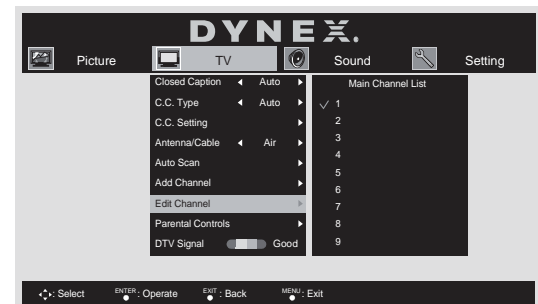 DYNEX.
Picture TV Sound Setting
Closed Caption Auto
C.C. Type Auto
C.C. Setting
Antenna/Cable Air
Auto Scan
Add Channel
Edit Channel
Parental Controls
DTV Signal Good
Main Channel List
1
2
3
4
5
6
7
8
9
: Select ENTER : Operate EXIT : Back MENU : Exit